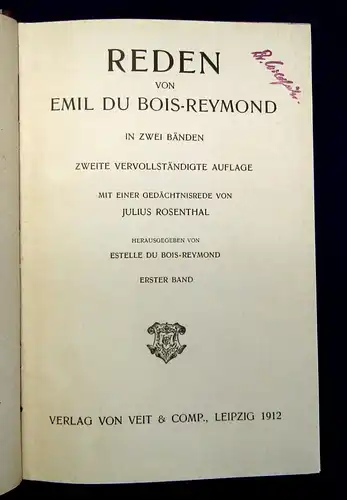 REDEN
VON
EMIL DU BOIS-REYMOND
IN ZWEI BÄNDEN
ZWEITE VERVOLLSTÄNDIGTE AUFLAGE
MIT EINER GEDÄCHTNISREDE VON
JULIUS ROSENTHAL
HERAUSGEGEBEN VON
ESTELLE DU BOIS-REYMOND
ERSTER BAND
VERLAG VON VEIT & COMP., LEIPZIG 1912